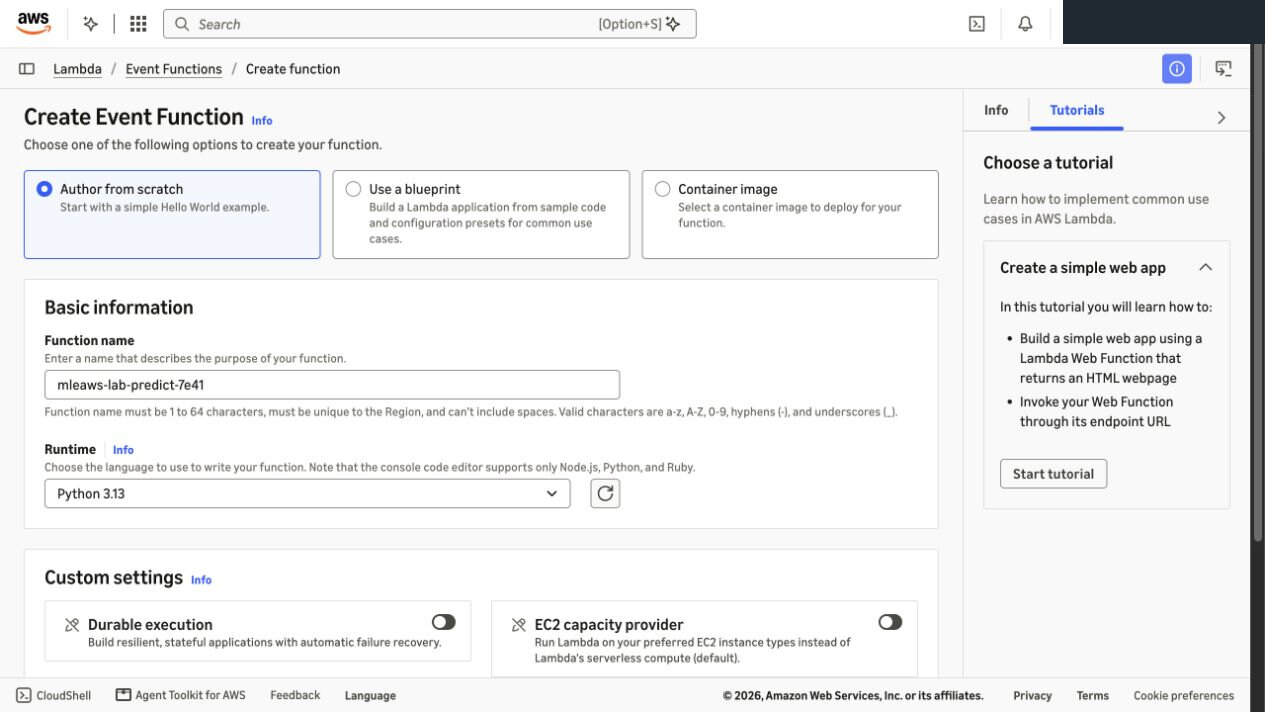 aws
Search [Option+S]
Lambda / Event Functions / Create function
Create Event Function Info
Choose one of the following options to create your function.
Author from scratch
Start with a simple Hello World example.
Use a blueprint
Build a Lambda application from sample code
and configuration presets for common use
cases.
Container image
Select a container image to deploy for your
function.
Basic information
Function name
Enter a name that describes the purpose of your function.
mleaws-lab-predict-7e41
Function name must be 1 to 64 characters, must be unique to the Region, and can't include spaces. Valid characters are a-z, A-Z, 0-9, hyphens (-), and underscores (_).
Runtime Info
Choose the language to use to write your function. Note that the console code editor supports only Node.js, Python, and Ruby.
Python 3.13
Custom settings Info
Durable execution
Build resilient, stateful applications with automatic failure recovery.
EC2 capacity provider
Run Lambda on your preferred EC2 instance types instead of
Lambda's serverless compute (default).
Info Tutorials
Choose a tutorial
Learn how to implement common use
cases in AWS Lambda.
Create a simple web app
In this tutorial you will learn how to:
• Build a simple web app using a
Lambda Web Function that
returns an HTML webpage
• Invoke your Web Function
through its endpoint URL
Start tutorial
CloudShell Agent Toolkit for AWS Feedback Language © 2026, Amazon Web Services, Inc. or its affiliates. Privacy Terms Cookie preferences